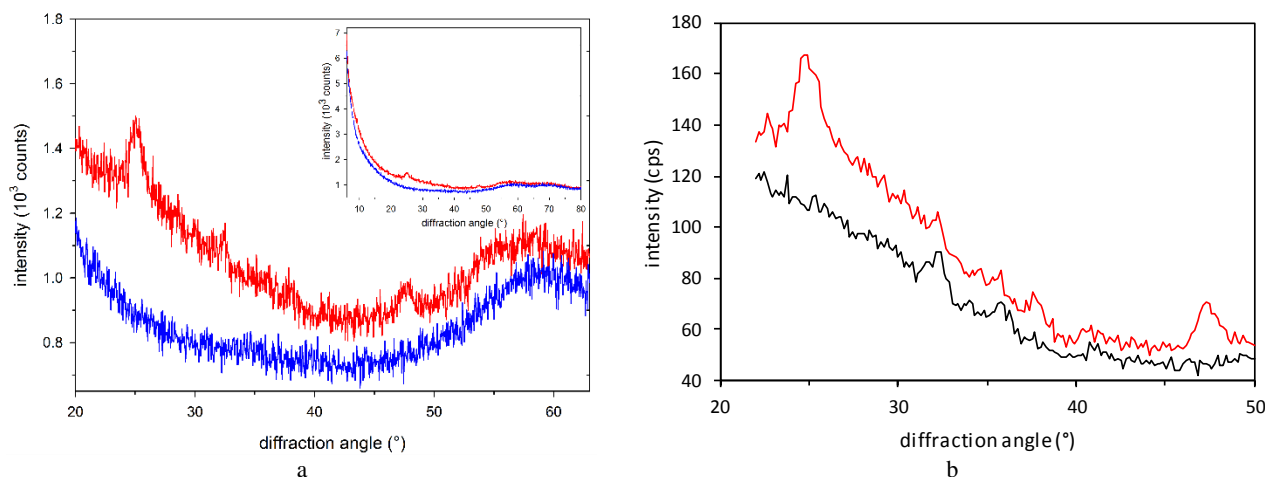 1.8
1.6
1.4
1.2
1.0
0.8
intensity (10³ counts)
20 30 40 50 60
diffraction angle (°)
7
6
5
4
3
2
1
intensity (10³ counts)
10 20 30 40 50 60 70 80
diffraction angle (°)
a
180
160
140
120
100
80
60
40
intensity (cps)
20 30 40 50
diffraction angle (°)
b